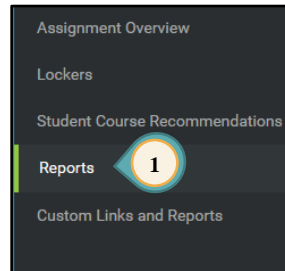 Assignment Overview
Lockers
Student Course Recommendations
Reports 1
Custom Links and Reports